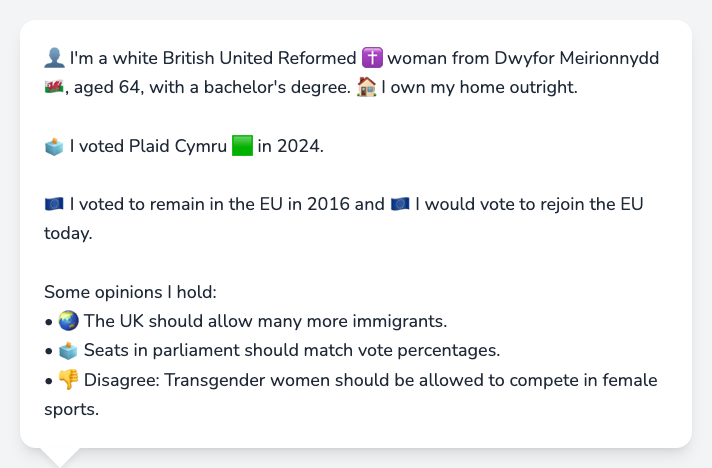 👤 I'm a white British United Reformed ✝️ woman from Dwyfor Meirionnydd
🏴󠁧󠁢󠁷󠁬󠁳󠁿, aged 64, with a bachelor's degree. 🏠 I own my home outright.
🗳️ I voted Plaid Cymru 🟩 in 2024.
🇪🇺 I voted to remain in the EU in 2016 and 🇪🇺 I would vote to rejoin the EU
today.
Some opinions I hold:
• 🌏 The UK should allow many more immigrants.
• 🗳️ Seats in parliament should match vote percentages.
• 👎 Disagree: Transgender women should be allowed to compete in female
sports.